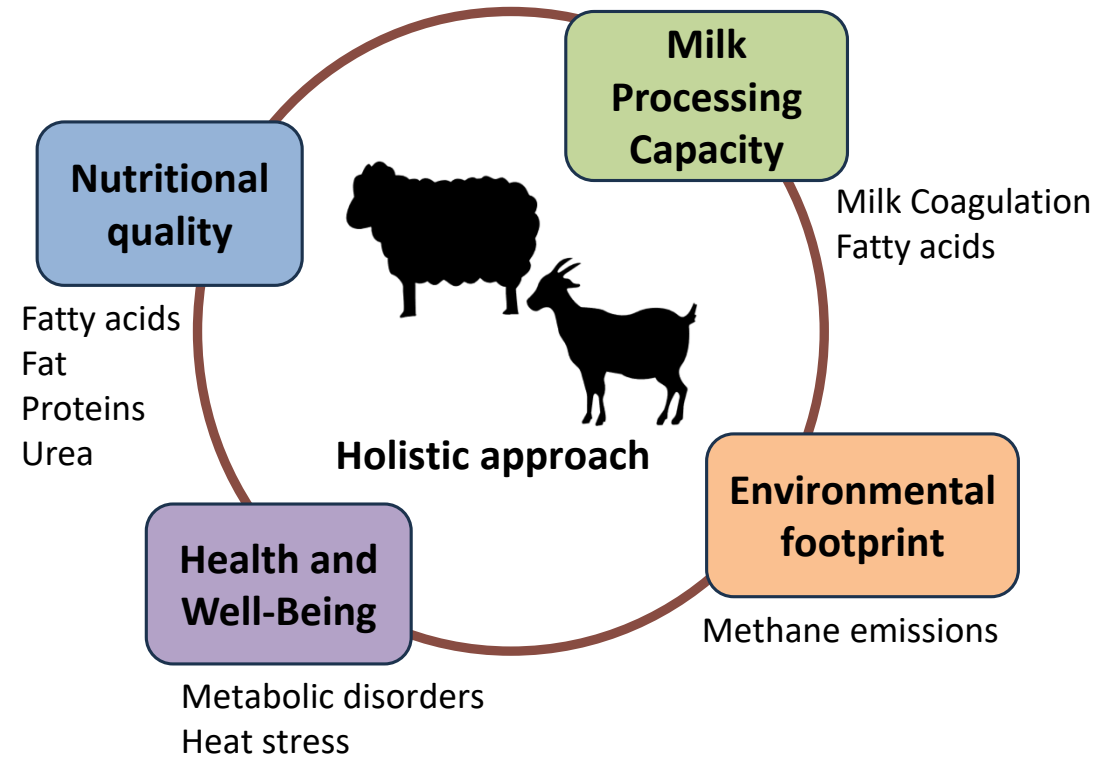 Milk
Processing
Capacity
Milk Coagulation
Fatty acids
Nutritional
quality
Fatty acids
Fat
Proteins
Urea
Holistic approach
Environmental
footprint
Methane emissions
Health and
Well-Being
Metabolic disorders
Heat stress